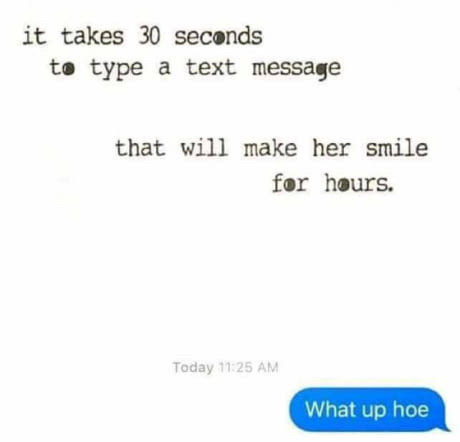 it takes 30 seconds
to type a text message
that will make her smile
for hours.
Today 11:25 AM
What up hoe